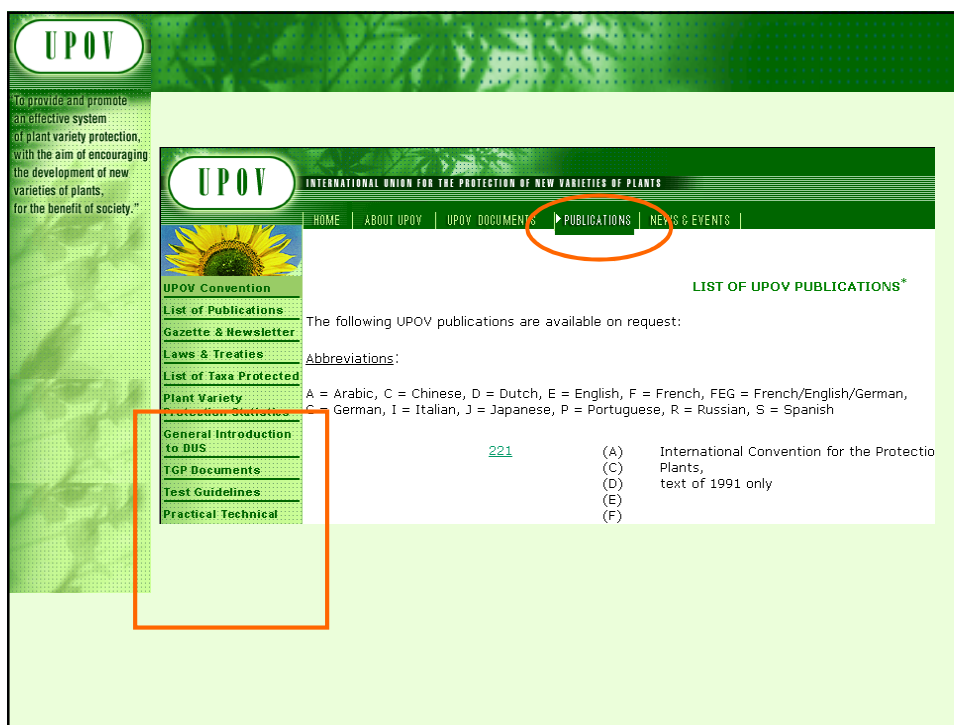 UPOV
To provide and promote
an effective system
of plant variety protection,
with the aim of encouraging
the development of new
varieties of plants,
for the benefit of society."
UPOV
INTERNATIONAL UNION FOR THE PROTECTION OF NEW VARIETIES OF PLANTS
HOME | ABOUT UPOV | UPOV DOCUMENTS | PUBLICATIONS | NEWS & EVENTS |
UPOV Convention
List of Publications
Gazette & Newsletter
Laws & Treaties
List of Taxa Protected
Plant Variety
Protection Statistics
General Introduction
to DUS
TGP Documents
Test Guidelines
Practical Technical
LIST OF UPOV PUBLICATIONS*
The following UPOV publications are available on request:
Abbreviations:
A = Arabic, C = Chinese, D = Dutch, E = English, F = French, FEG = French/English/German,
G = German, I = Italian, J = Japanese, P = Portuguese, R = Russian, S = Spanish
221 (A) International Convention for the Protectio
(C) Plants,
(D) text of 1991 only
(E)
(F)